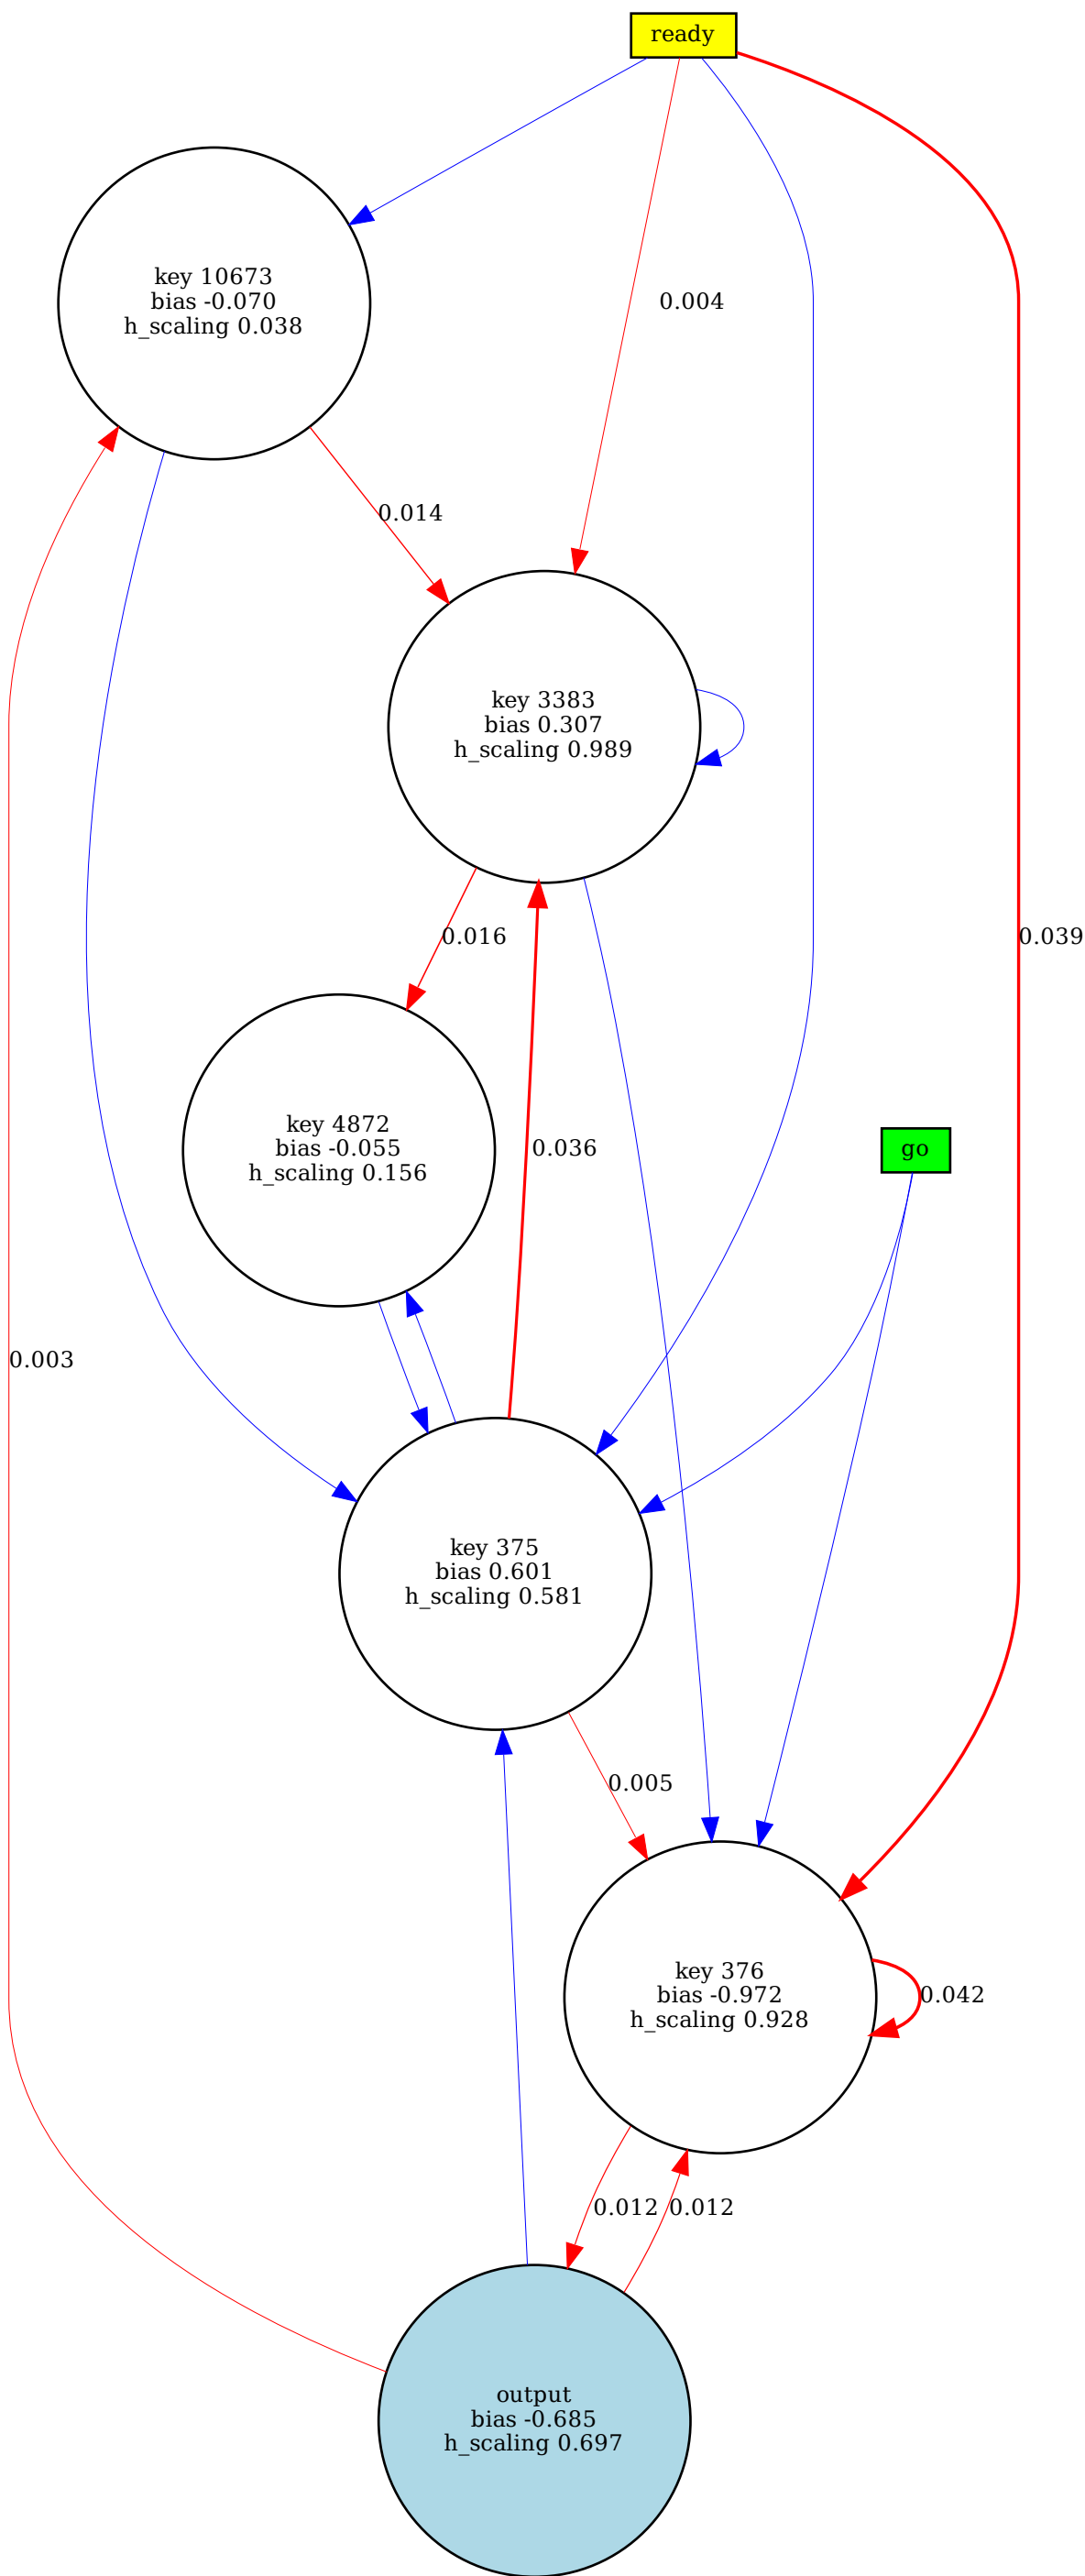 ready
key 10673
bias -0.070
h_scaling 0.038
0.004
0.014
key 3383
bias 0.307
h_scaling 0.989
0.016
0.039
key 4872
bias -0.055
h_scaling 0.156
0.036
go
0.003
key 375
bias 0.601
h_scaling 0.581
0.005
key 376
bias -0.972
h_scaling 0.928
0.042
0.012
0.012
output
bias -0.685
h_scaling 0.697